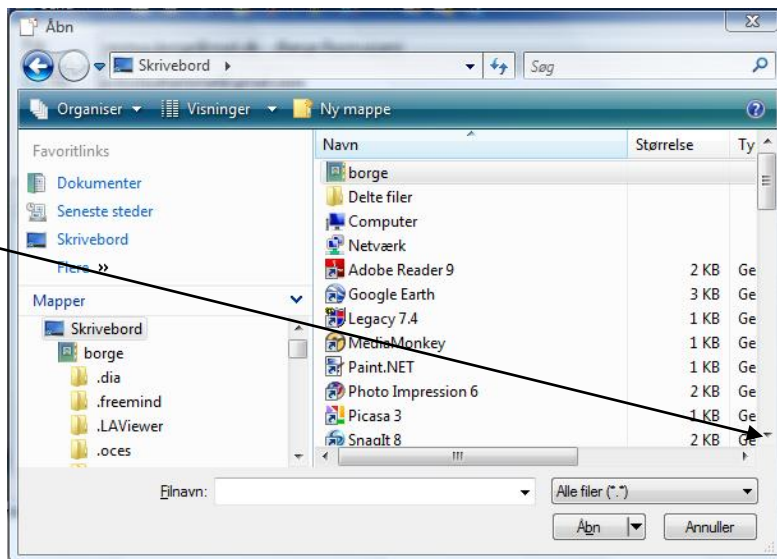 Åbn
Skrivebord
Søg
Organiser Visninger Ny mappe
Favoritlinks
Dokumenter
Seneste steder
Skrivebord
Flere »
Mapper
Skrivebord
borge
.dia
.freemind
.LAViewer
.oces
Navn Størrelse Ty
borge
Delte filer
Computer
Netværk
Adobe Reader 9 2 KB Ge
Google Earth 3 KB Ge
Legacy 7.4 1 KB Ge
MediaMonkey 1 KB Ge
Paint.NET 1 KB Ge
Photo Impression 6 2 KB Ge
Picasa 3 1 KB Ge
SnagIt 8 2 KB Ge
Filnavn: Alle filer (*.*)
Åbn Annuller